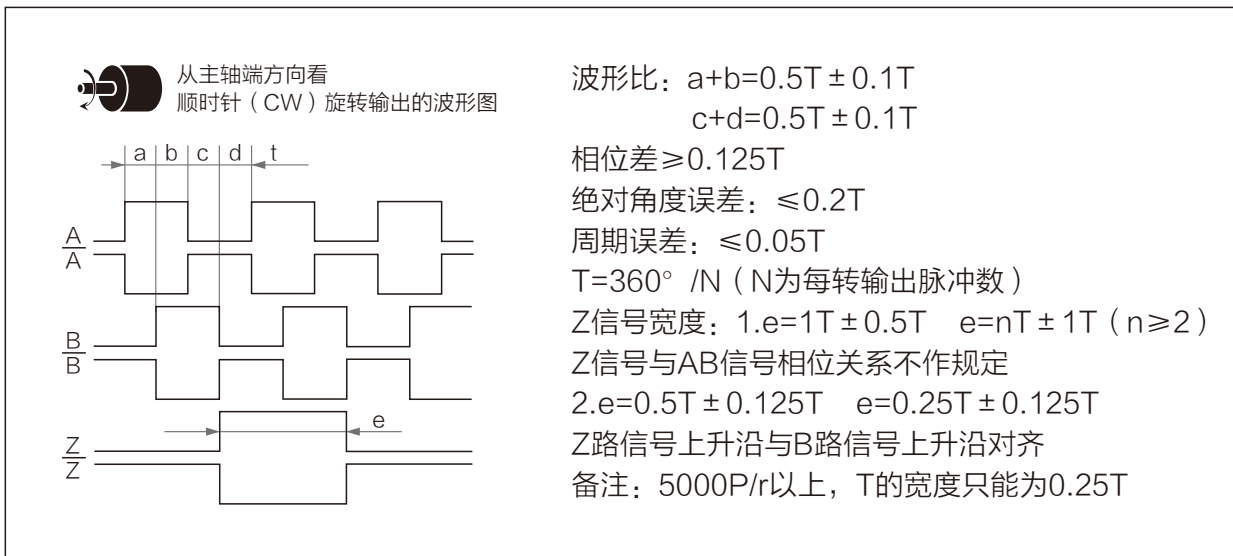 从主轴端方向看
顺时针（CW）旋转输出的波形图
a b c d t
A
A
B
B
e
Z
Z
波形比：a+b=0.5T±0.1T
c+d=0.5T±0.1T
相位差≥0.125T
绝对角度误差：≤0.2T
周期误差：≤0.05T
T=360°/N（N为每转输出脉冲数）
Z信号宽度：1.e=1T±0.5T e=nT±1T（n≥2）
Z信号与AB信号相位关系不作规定
2.e=0.5T±0.125T e=0.25T±0.125T
Z路信号上升沿与B路信号上升沿对齐
备注：5000P/r以上，T的宽度只能为0.25T